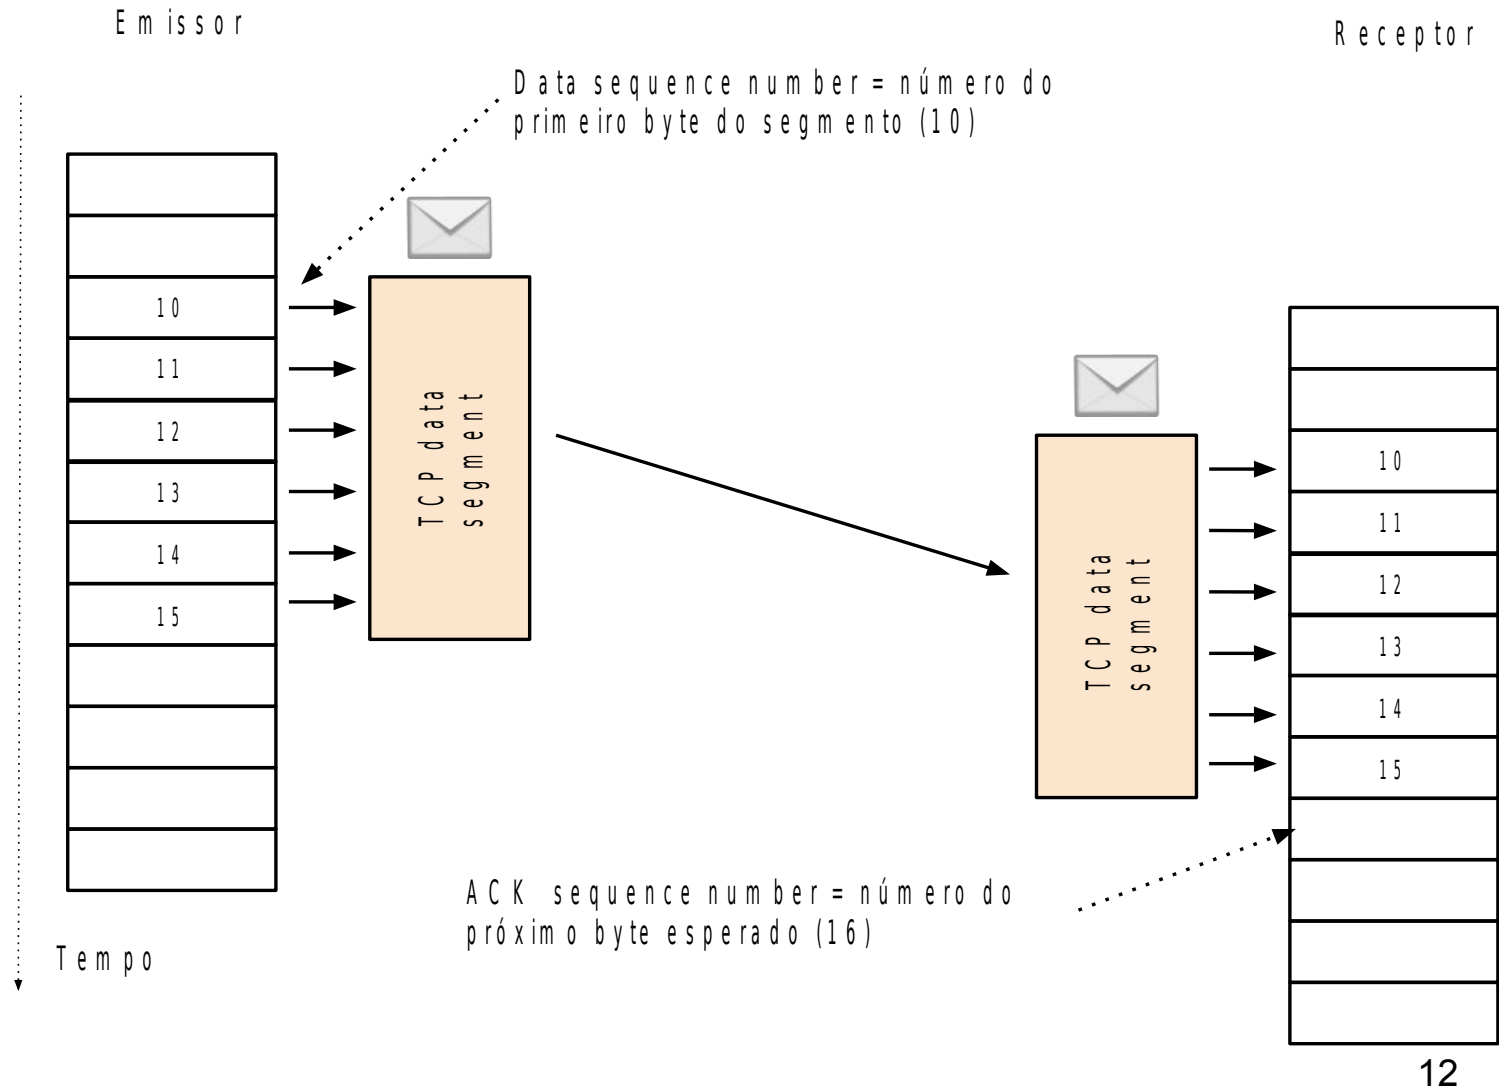 Emissor
Receptor
Data sequence number = número do
primeiro byte do segmento (10)
10
11
12
13
14
15
TCP data
segment
TCP data
segment
10
11
12
13
14
15
ACK sequence number = número do
próximo byte esperado (16)
Tempo
12